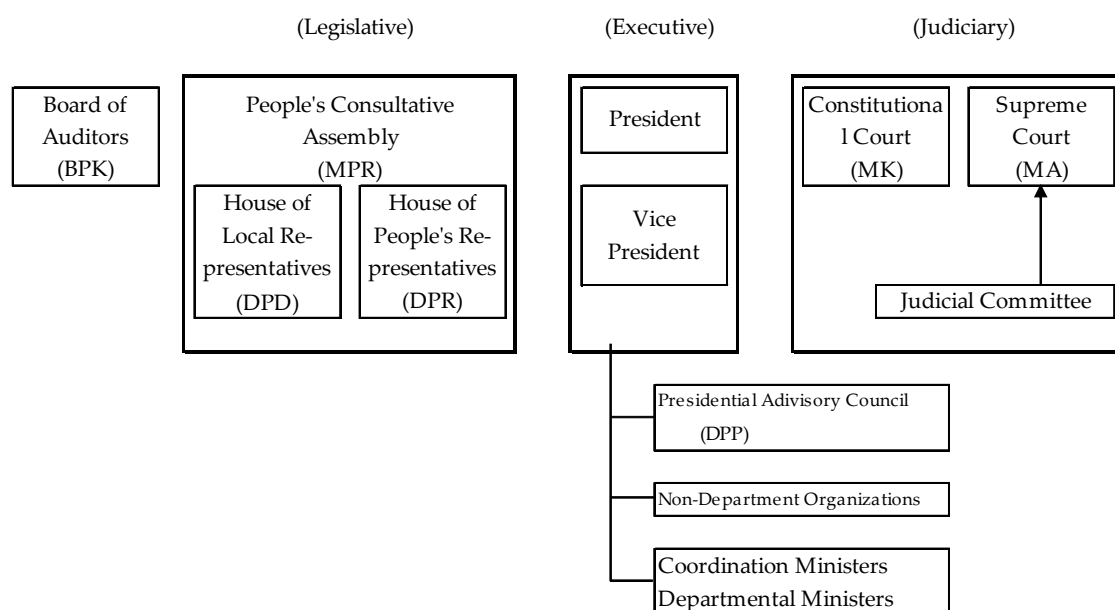 (Legislative)
(Executive)
(Judiciary)
Board of
Auditors
(BPK)
People's Consultative
Assembly
(MPR)
House of
Local Re-
presentatives
(DPD)
House of
People's Re-
presentatives
(DPR)
President
Vice
President
Constitutiona
l Court
(MK)
Supreme
Court
(MA)
Judicial Committee
Presidential Adivisory Council
(DPP)
Non-Department Organizations
Coordination Ministers
Departmental Ministers